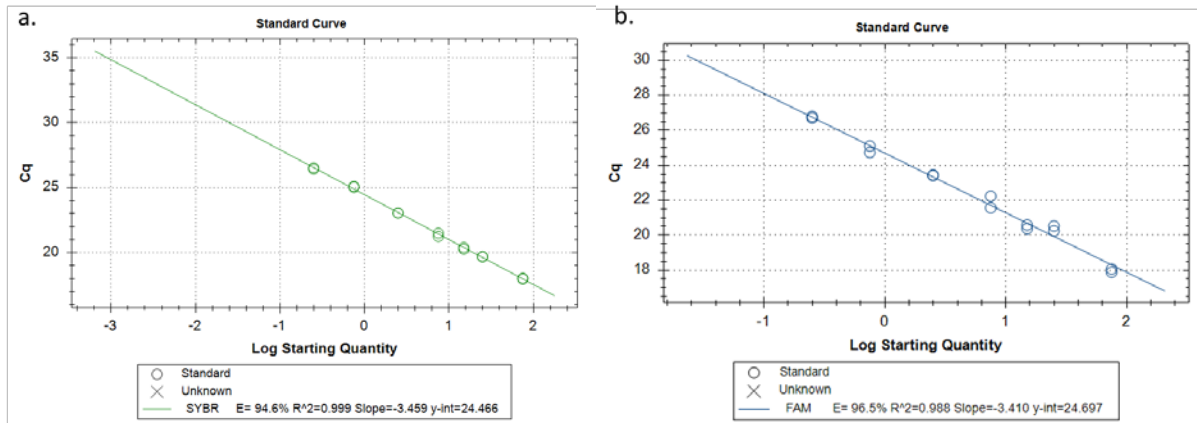 a.
Standard Curve
35
30
25
20
Cq
-3
-2
-1
0
1
2
Log Starting Quantity
Standard
Unknown
SYBR E= 94.6% R^2=0.999 Slope=-3.459 y-int=24.466
b.
Standard Curve
30
28
26
24
22
20
18
Cq
-1
0
1
2
Log Starting Quantity
Standard
Unknown
FAM E= 96.5% R^2=0.988 Slope=-3.410 y-int=24.697